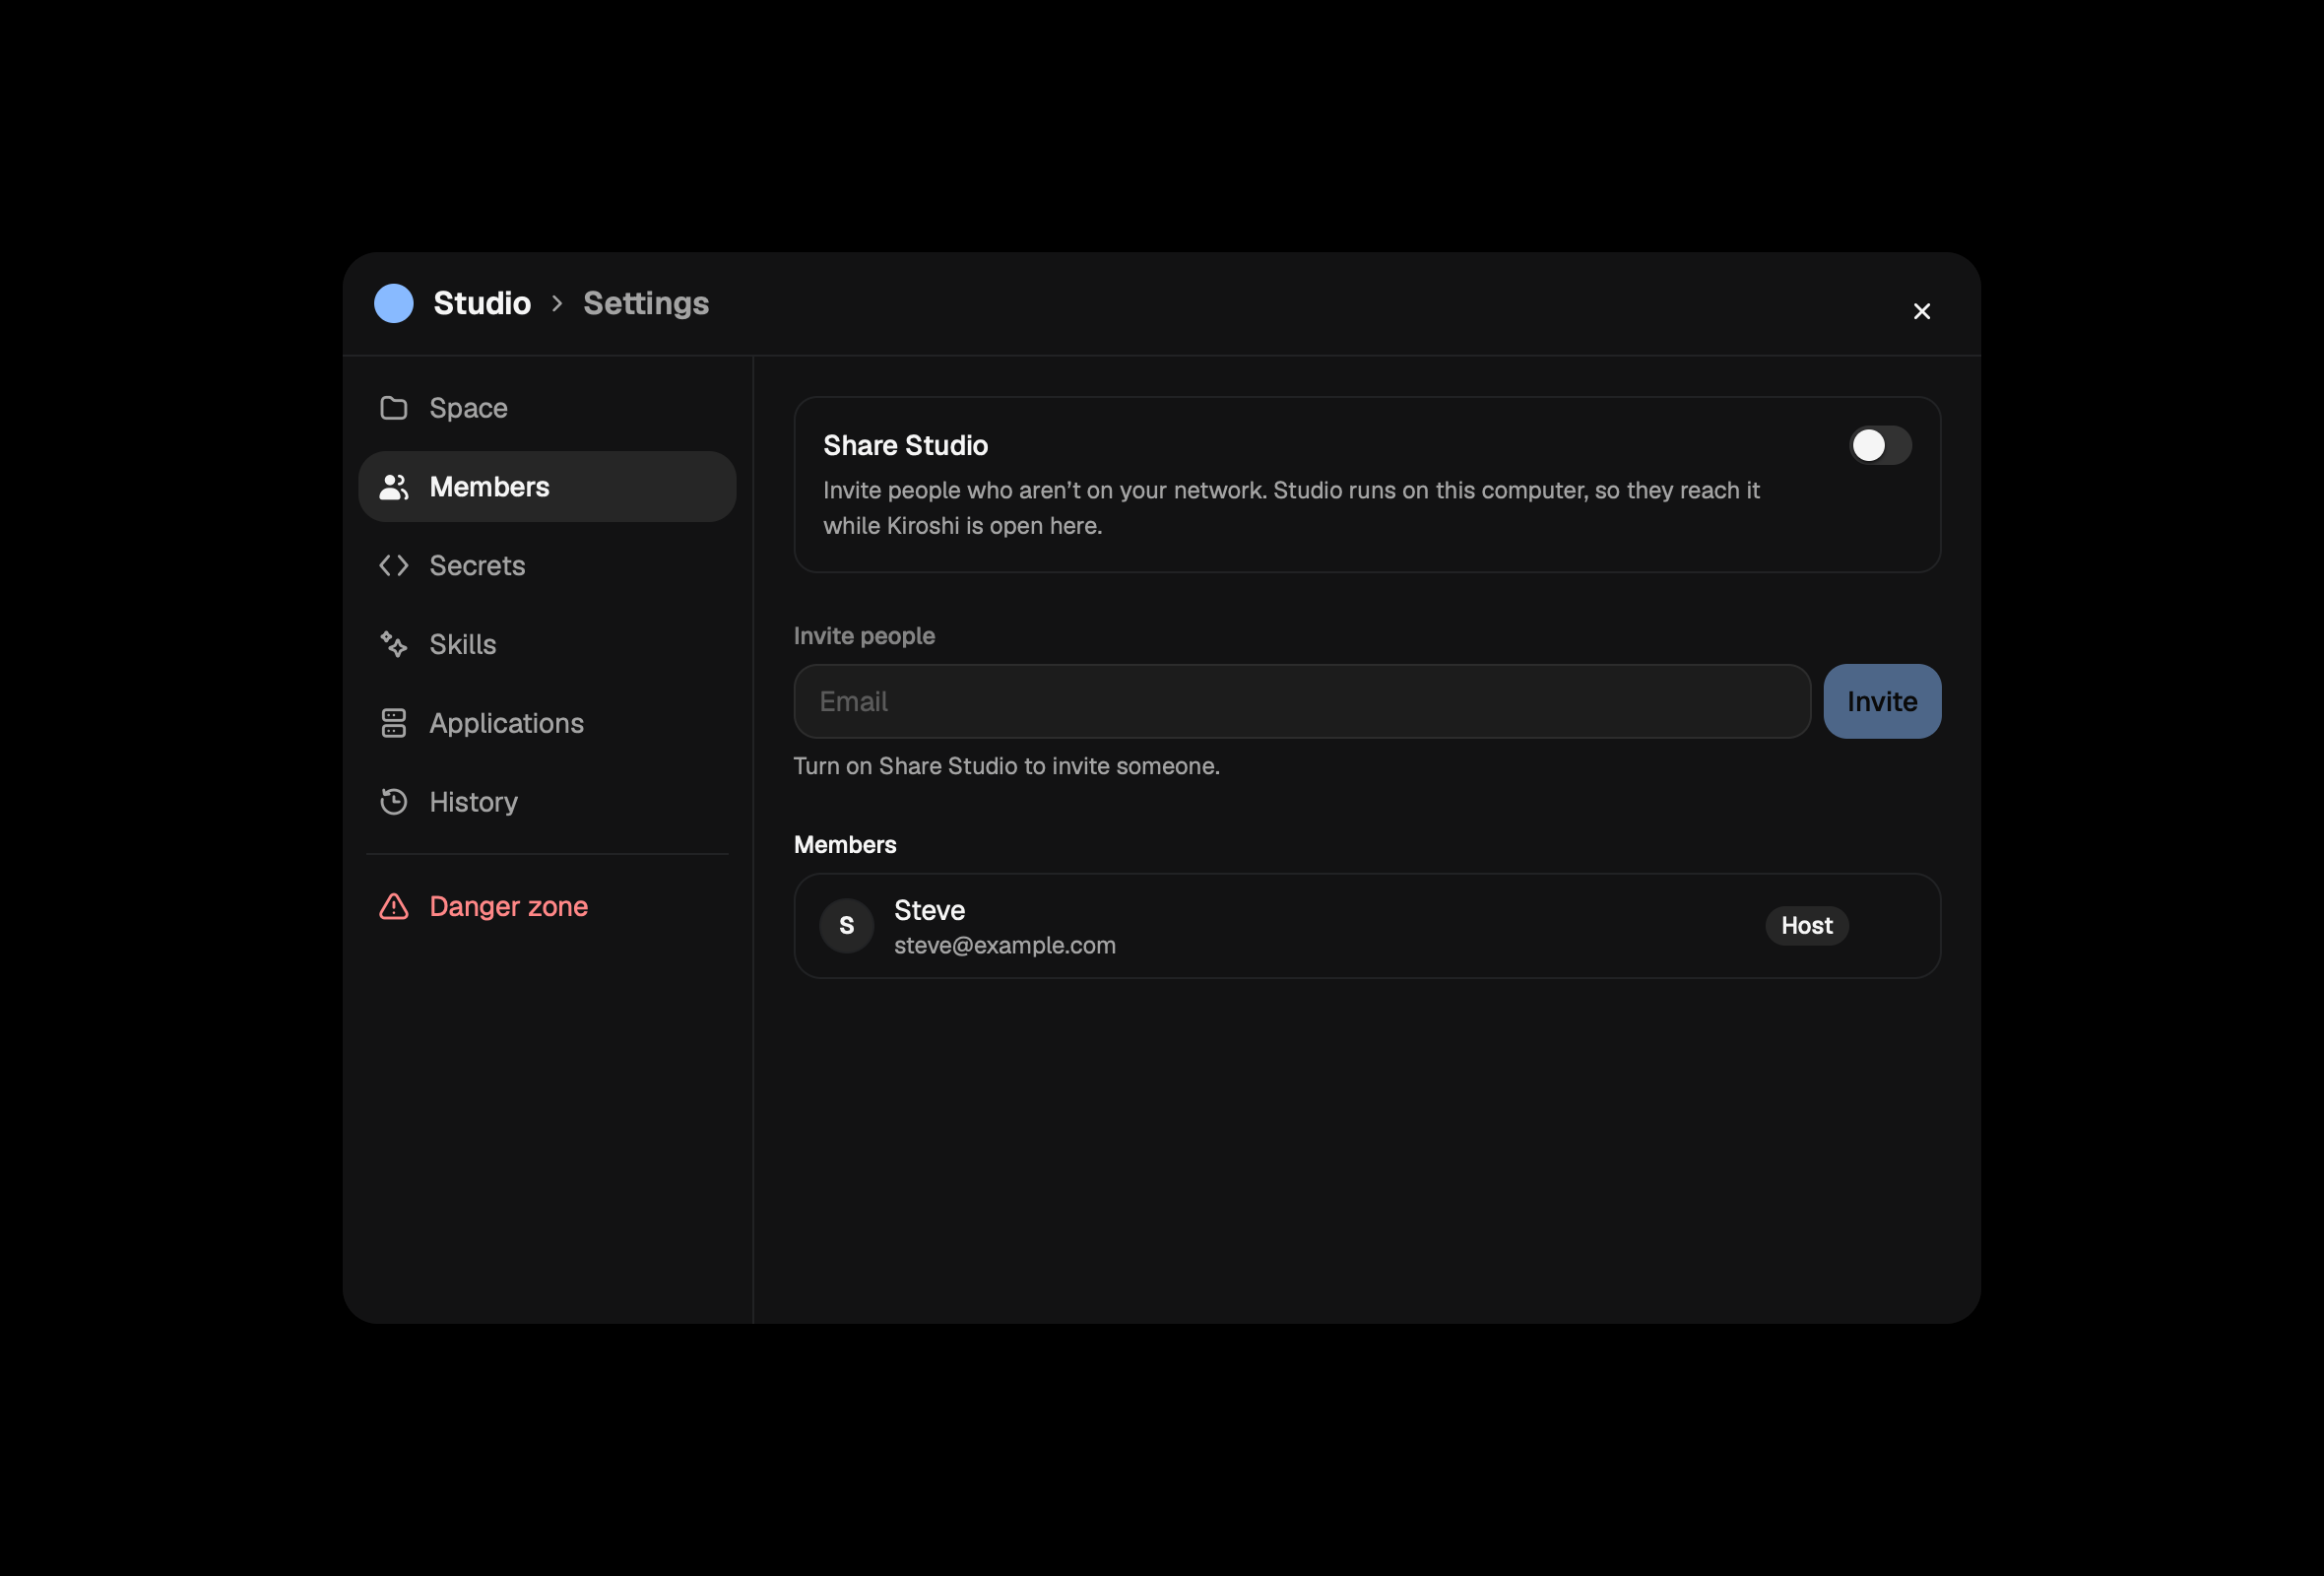 Studio > Settings
Space
Members
Secrets
Skills
Applications
History
Danger zone
Share Studio
Invite people who aren’t on your network. Studio runs on this computer, so they reach it
while Kiroshi is open here.
Invite people
Email
Invite
Turn on Share Studio to invite someone.
Members
S
Steve
steve@example.com
Host